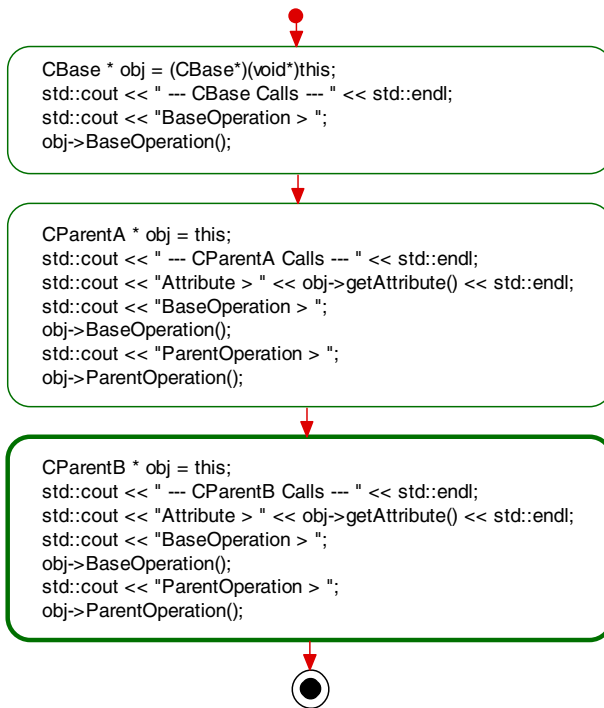 CBase * obj = (CBase*)(void*)this;
std::cout << " --- CBase Calls --- " << std::endl;
std::cout << "BaseOperation > ";
obj->BaseOperation();
CParentA * obj = this;
std::cout << " --- CParentA Calls --- " << std::endl;
std::cout << "Attribute > " << obj->getAttribute() << std::endl;
std::cout << "BaseOperation > ";
obj->BaseOperation();
std::cout << "ParentOperation > ";
obj->ParentOperation();
CParentB * obj = this;
std::cout << " --- CParentB Calls --- " << std::endl;
std::cout << "Attribute > " << obj->getAttribute() << std::endl;
std::cout << "BaseOperation > ";
obj->BaseOperation();
std::cout << "ParentOperation > ";
obj->ParentOperation();